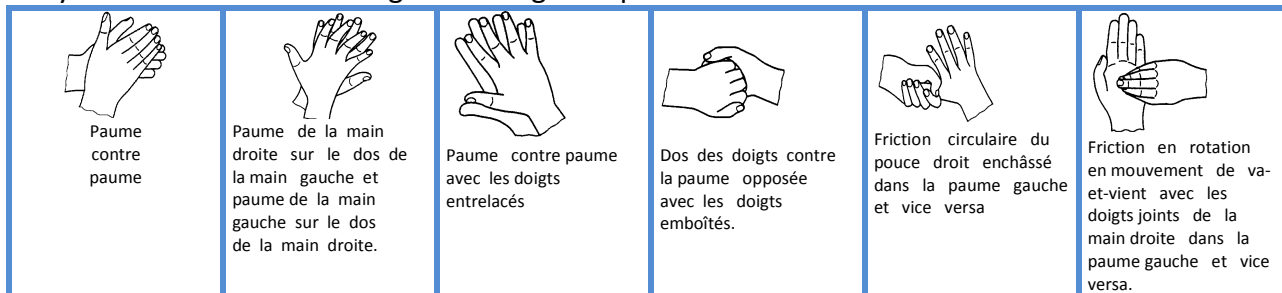 Paume
contre
paume
Paume de la main
droite sur le dos de
la main gauche et
paume de la main
gauche sur le dos
de la main droite.
Paume contre paume
avec les doigts
entrelacés
Dos des doigts contre
la paume opposée
avec les doigts
emboîtés.
Friction circulaire du
pouce droit enchâssé
dans la paume gauche
et vice versa
Friction en rotation
en mouvement de va-
et-vient avec les
doigts joints de la
main droite dans la
paume gauche et vice
versa.